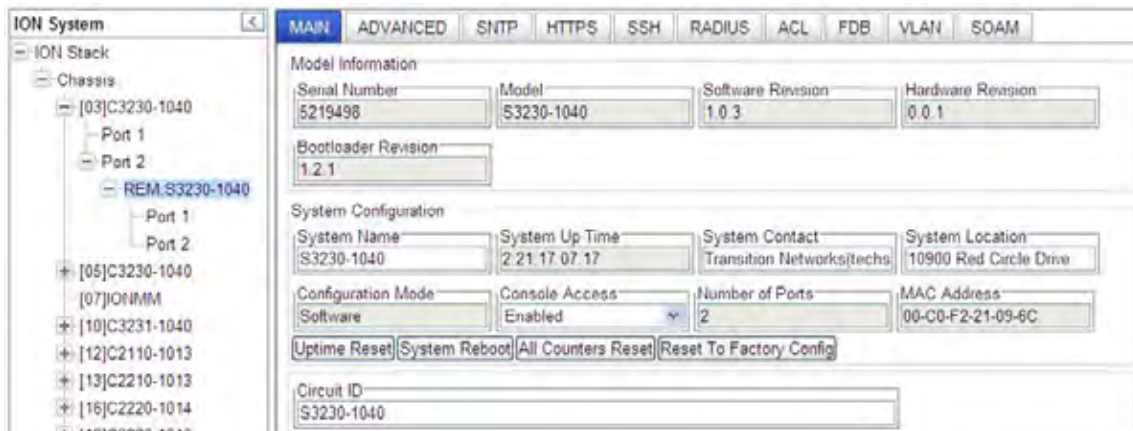 ION System
ION Stack
Chassis
[03]C3230-1040
Port 1
Port 2
REM:S3230-1040
Port 1
Port 2
[05]C3230-1040
[07]IONMM
[10]C3231-1040
[12]C2110-1013
[13]C2210-1013
[16]C2220-1014
MAIN ADVANCED SNTP HTTPS SSH RADIUS ACL FDB VLAN SOAM
Model Information
Serial Number Model Software Revision Hardware Revision
5219498 S3230-1040 1.0.3 0.0.1
Bootloader Revision
1.2.1
System Configuration
System Name System Up Time System Contact System Location
S3230-1040 2:21:17:07.17 Transition Networks(techs 10900 Red Circle Drive
Configuration Mode Console Access Number of Ports MAC Address
Software Enabled 2 00-C0-F2-21-09-6C
Uptime Reset System Reboot All Counters Reset Reset To Factory Config
Circuit ID
S3230-1040